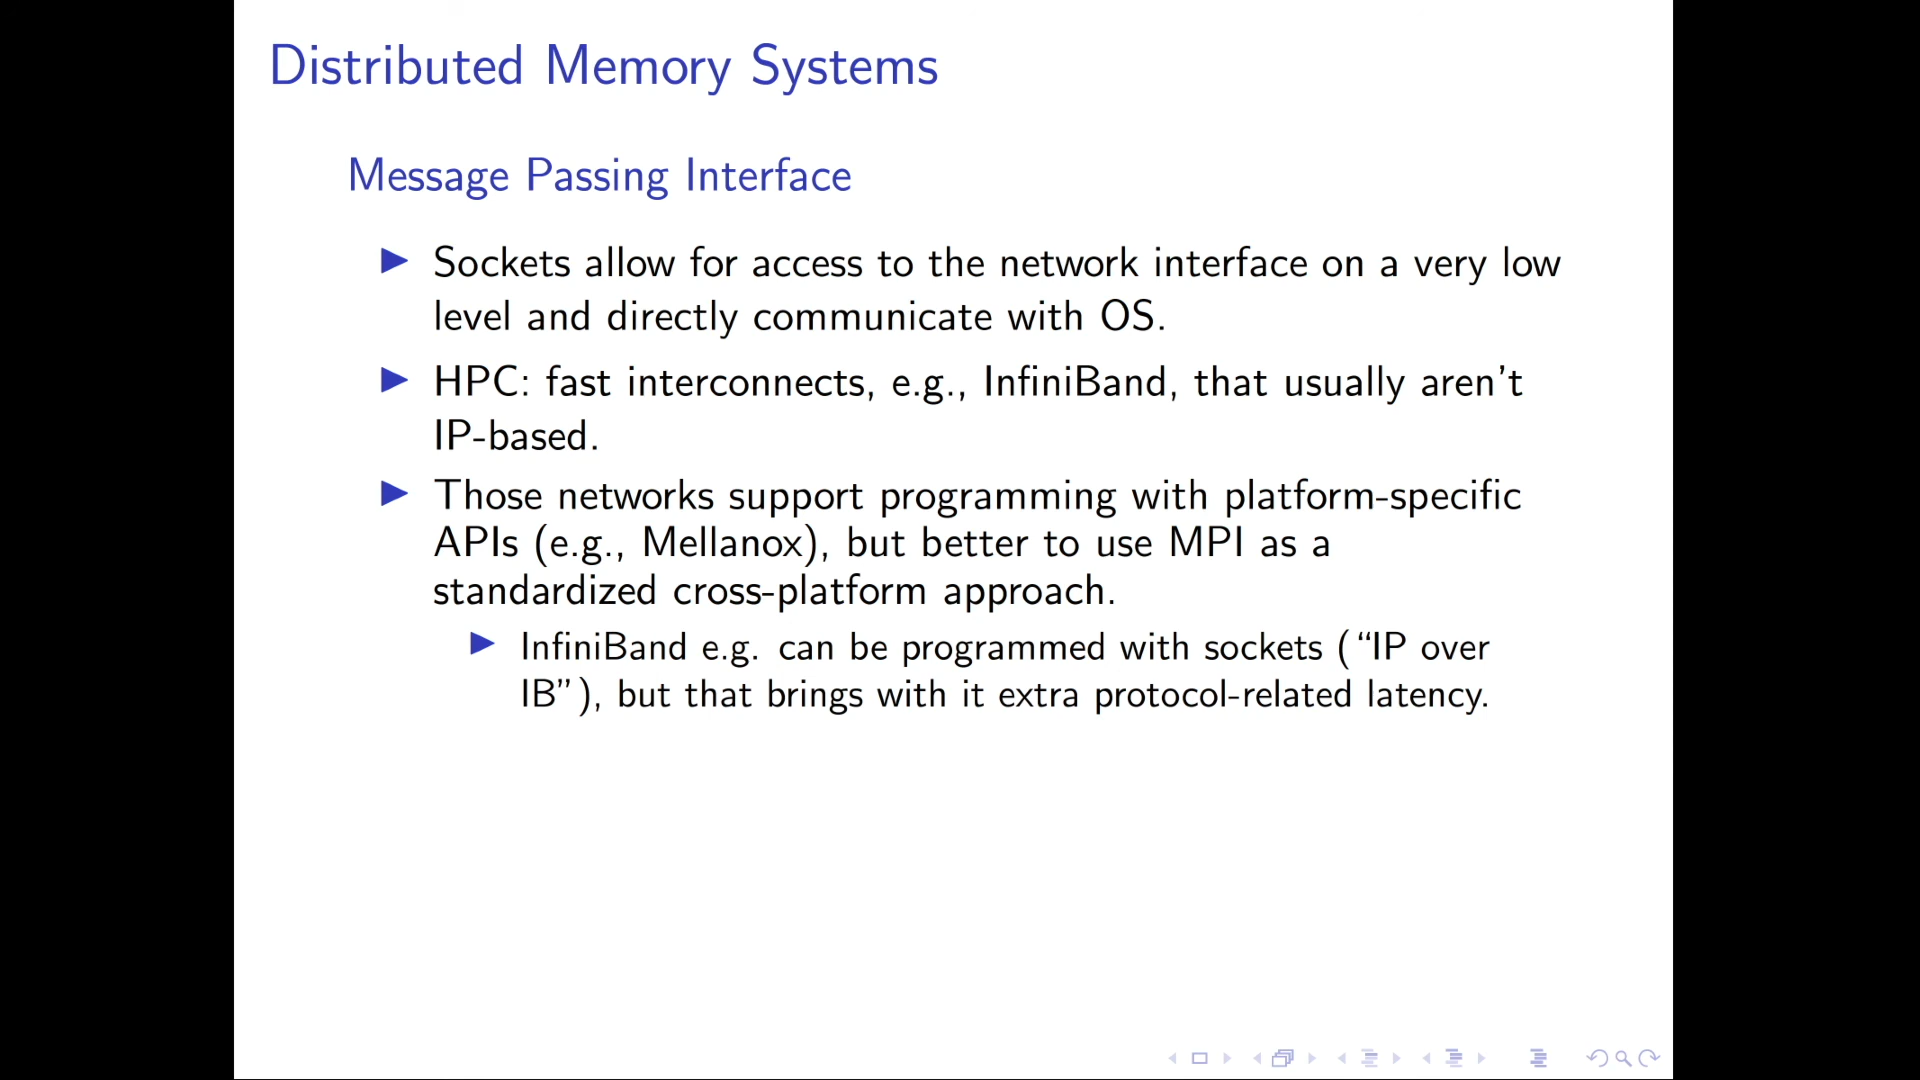 Distributed Memory Systems
Message Passing Interface
Sockets allow for access to the network interface on a very low
level and directly communicate with OS.
HPC: fast interconnects, e.g., InfiniBand, that usually aren't
IP-based.
Those networks support programming with platform-specific
APIs (e.g., Mellanox), but better to use MPI as a
standardized cross-platform approach.
InfiniBand e.g. can be programmed with sockets (“IP over
IB”), but that brings with it extra protocol-related latency.